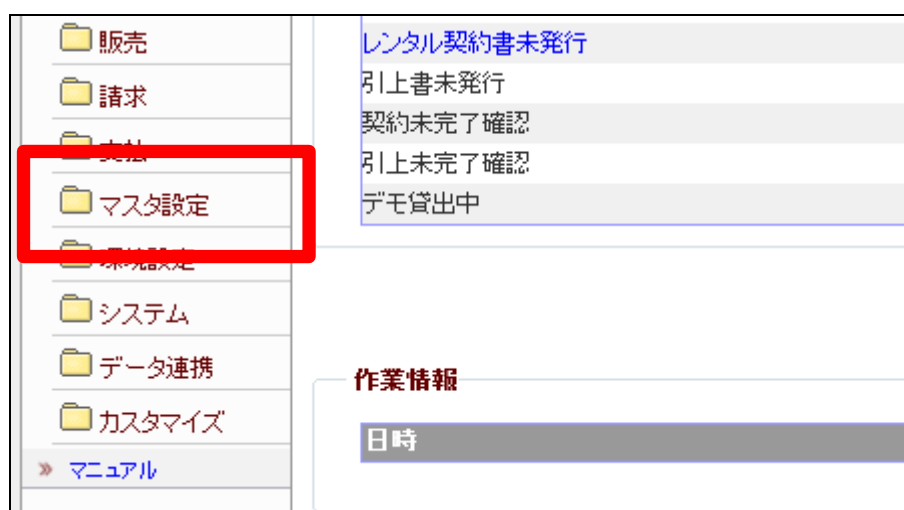 販売
請求
マスタ設定
システム
データ連携
カスタマイズ
マニュアル
レンタル契約書未発行
引上書未発行
契約未完了確認
引上未完了確認
デモ貸出中
作業情報
日時